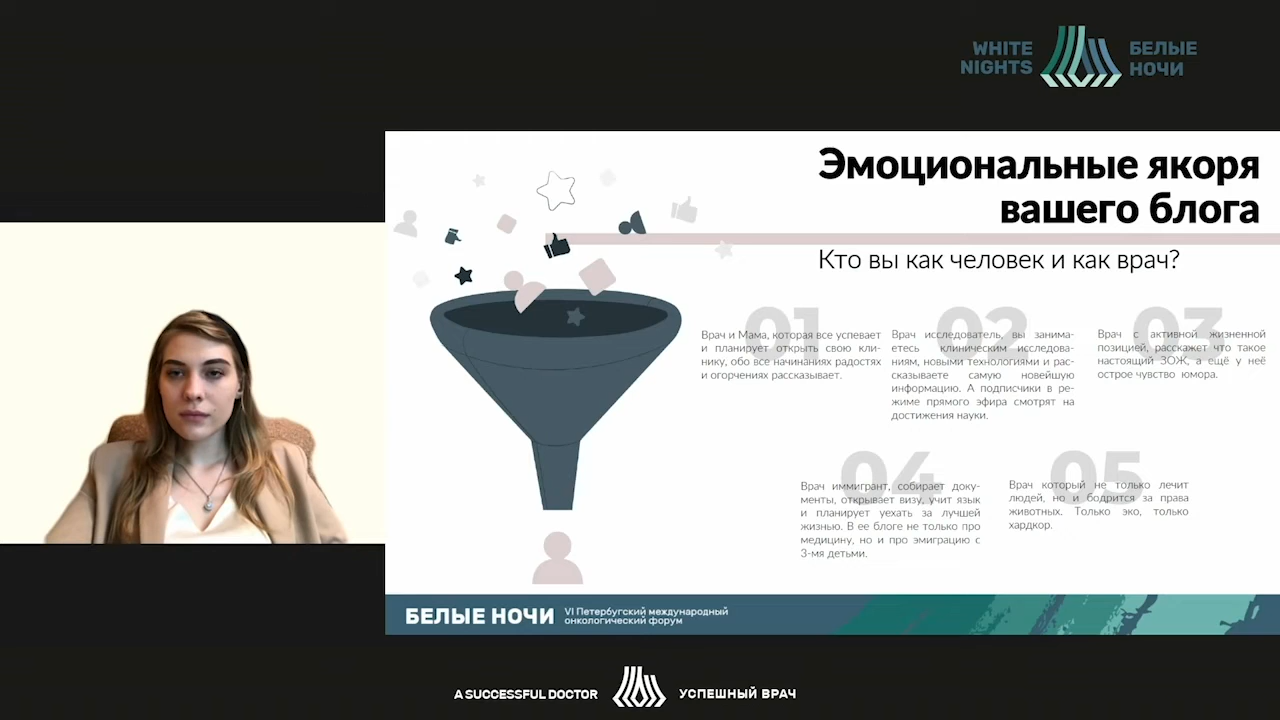 WHITE
NIGHTS
БЕЛЫЕ
НОЧИ
Эмоциональные якоря
вашего блога
Кто вы как человек и как врач?
01
Врач и Мама, которая все успевает
и планирует открыть свою кли-
нику, обо все начинаниях радостях
и огорчениях рассказывает.
02
Врач исследователь, вы занима-
етесь клиническим исследова-
ниям, новыми технологиями и рас-
сказываете самую новейшую
информацию. А подписчики в ре-
жиме прямого эфира смотрят на
достижения науки.
03
Врач с активной жизненной
позицией, расскажет что такое
настоящий ЗОЖ, а ещё у неё
острое чувство юмора.
04
Врач иммигрант, собирает доку-
менты, открывает визу, учит язык
и планирует уехать за лучшей
жизнью. В ее блоге не только про
медицину, но и про эмиграцию с
3-мя детьми.
05
Врач который не только лечит
людей, но и бодрится за права
животных. Только эко, только
хардкор.
БЕЛЫЕ НОЧИ
VI Петербугский международный
онкологический форум
A SUCCESSFUL DOCTOR
УСПЕШНЫЙ ВРАЧ